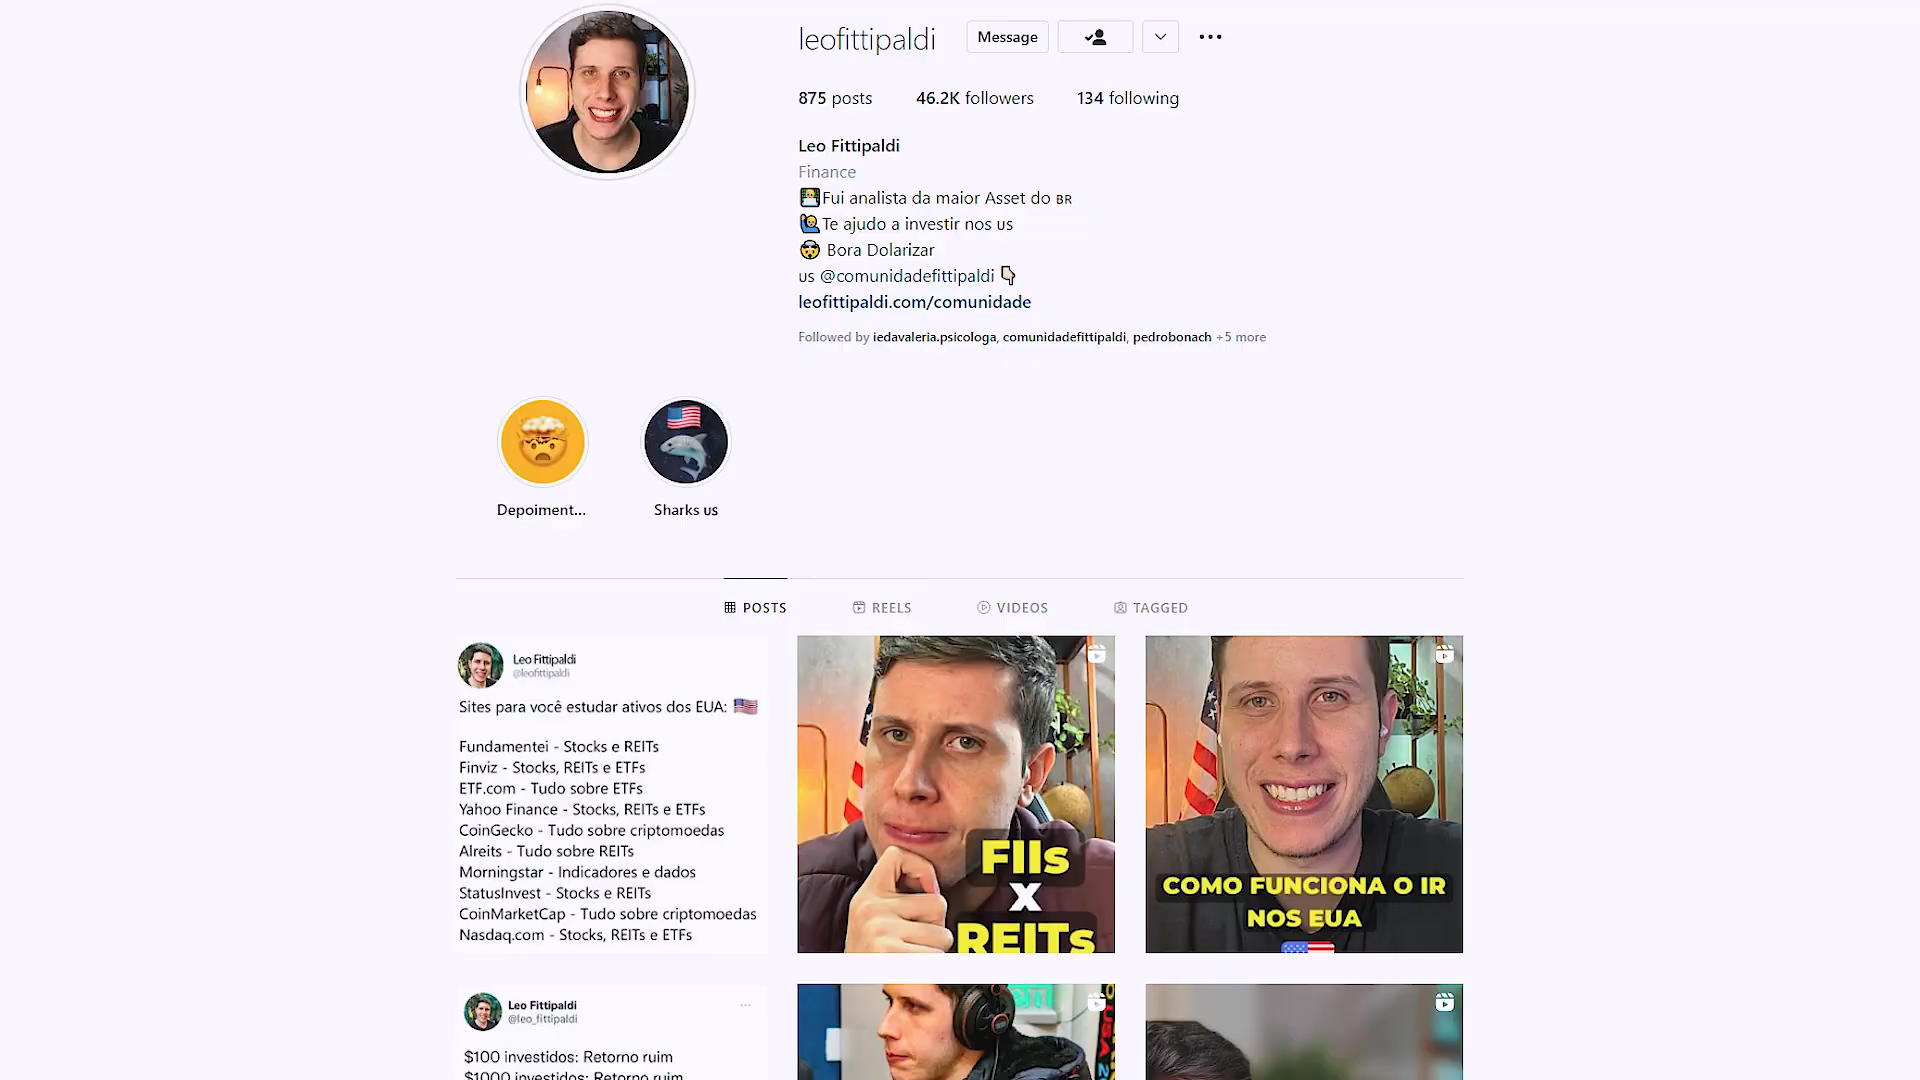 leofittipaldi
Message
875 posts
46.2K followers
134 following
Leo Fittipaldi
Finance
Fui analista da maior Asset do BR
Te ajudo a investir nos us
Bora Dolarizar
us @comunidadefittipaldi
leofittipaldi.com/comunidade
Followed by iedavaleria.psicologa, comunidadefittipaldi, pedrobonach +5 more
Depoiment...
Sharks us
POSTS
REELS
VIDEOS
TAGGED
Leo Fittipaldi
@leofittipaldi
Sites para você estudar ativos dos EUA:
Fundamentei - Stocks e REITs
Finviz - Stocks, REITs e ETFs
ETF.com - Tudo sobre ETFs
Yahoo Finance - Stocks, REITs e ETFs
CoinGecko - Tudo sobre criptomoedas
Alreits - Tudo sobre REITs
Morningstar - Indicadores e dados
StatusInvest - Stocks e REITs
CoinMarketCap - Tudo sobre criptomoedas
Nasdaq.com - Stocks, REITs e ETFs
FIIs
X
REITs
COMO FUNCIONA O IR
NOS EUA
Leo Fittipaldi
@leo_fittipaldi
$100 investidos: Retorno ruim
$1000 investidos: Retorno ruim